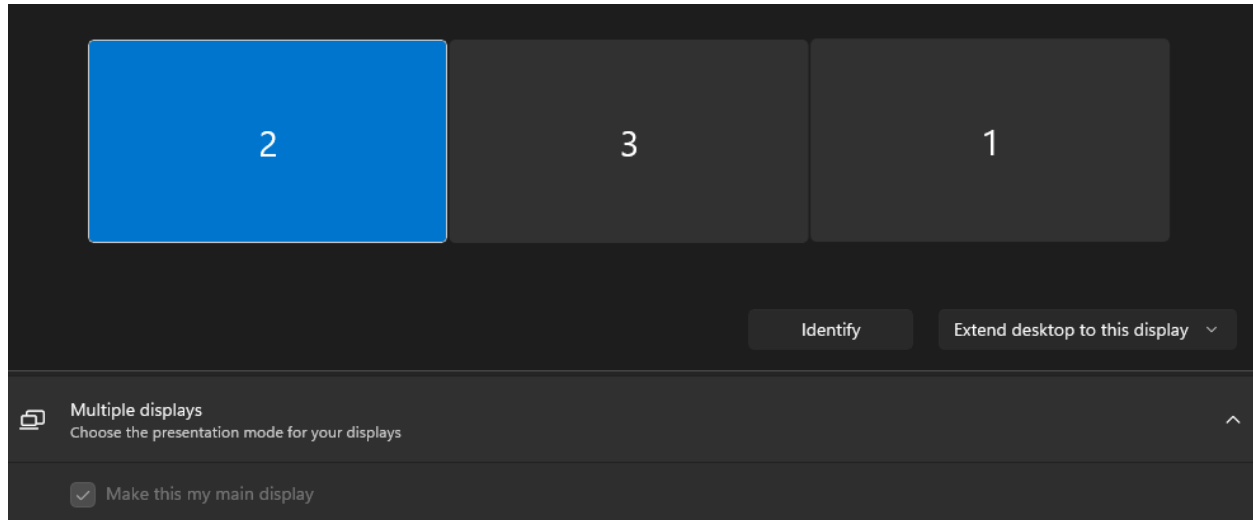 2 3 1
Identify Extend desktop to this display
Multiple displays
Choose the presentation mode for your displays
Make this my main display